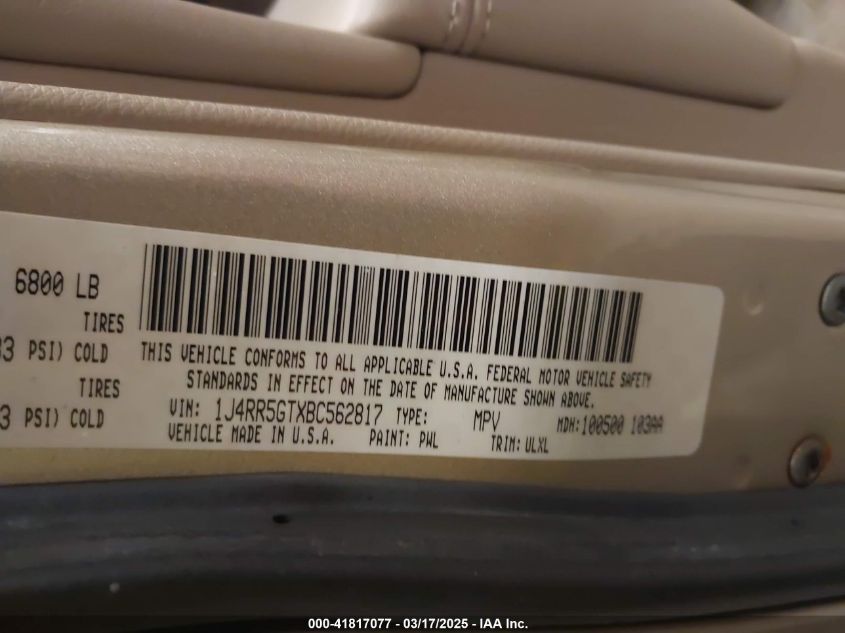 6800 LB
TIRES
33 PSI) COLD
TIRES
3 PSI) COLD
THIS VEHICLE CONFORMS TO ALL APPLICABLE U.S.A. FEDERAL MOTOR VEHICLE SAFETY
STANDARDS IN EFFECT ON THE DATE OF MANUFACTURE SHOWN ABOVE.
VIN: 1J4RR5GTXBC562817 TYPE: MPV MDH: 100500 103AA
VEHICLE MADE IN U.S.A. PAINT: PWL TRIM: ULXL
000-41817077 - 03/17/2025 - IAA Inc.